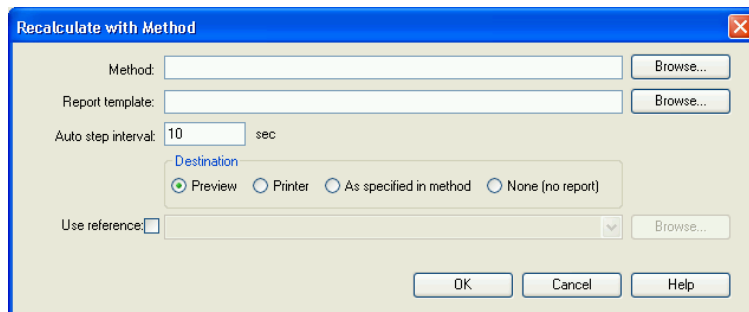 Recalculate with Method
Method: Browse...
Report template: Browse...
Auto step interval: 10 sec
Destination
Preview Printer As specified in method None (no report)
Use reference: Browse...
OK Cancel Help